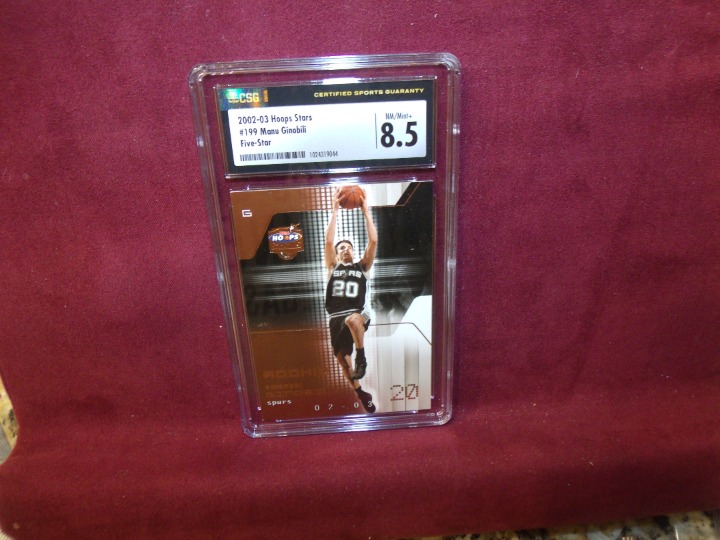 CSG
CERTIFIED SPORTS GUARANTY
2002-03 Hoops Stars
#199 Manu Ginobili
Five-Star
NM/Mint+
8.5
1024319044
G
HOOPS
SPURS
20
ROOKIE
spurs
02-03
20